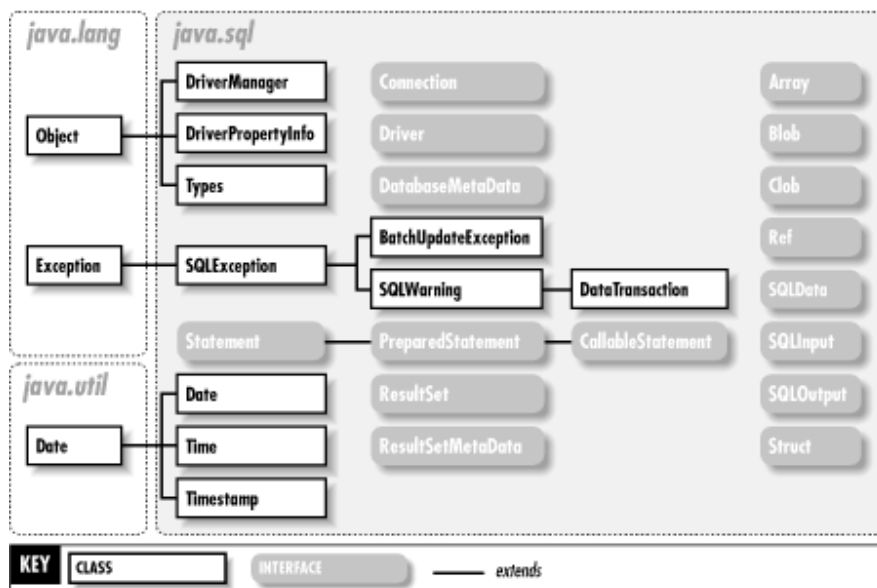 java.lang
java.sql
DriverManager
Connection
Array
Object
DriverPropertyInfo
Driver
Blob
Types
DatabaseMetaData
Clob
BatchUpdateException
Ref
Exception
SQLException
SQLWarning
DataTransaction
SQLData
Statement
PreparedStatement
CallableStatement
SQLInput
java.util
Date
ResultSet
SQLOutput
Date
Time
ResultSetMetaData
Struct
Timestamp
KEY
CLASS
INTERFACE
extends